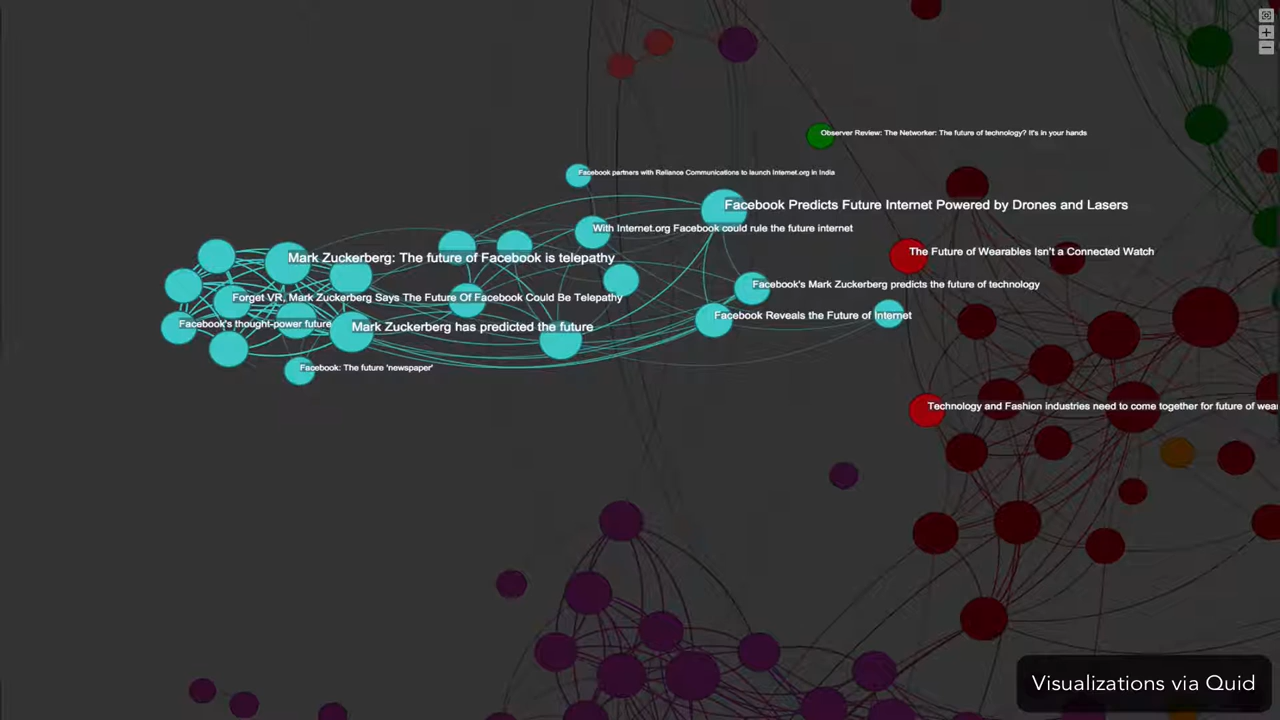 Observer Review: The Networker: The future of technology? It's in your hands
Facebook partners with Reliance Communications to launch Internet.org in India
Facebook Predicts Future Internet Powered by Drones and Lasers
With Internet.org Facebook could rule the future internet
The Future of Wearables Isn't a Connected Watch
Mark Zuckerberg: The future of Facebook is telepathy
Facebook's Mark Zuckerberg predicts the future of technology
Forget VR, Mark Zuckerberg Says The Future Of Facebook Could Be Telepathy
Facebook Reveals the Future of Internet
Facebook's thought-power future
Mark Zuckerberg has predicted the future
Facebook: The future 'newspaper'
Technology and Fashion industries need to come together for future of wea
Visualizations via Quid